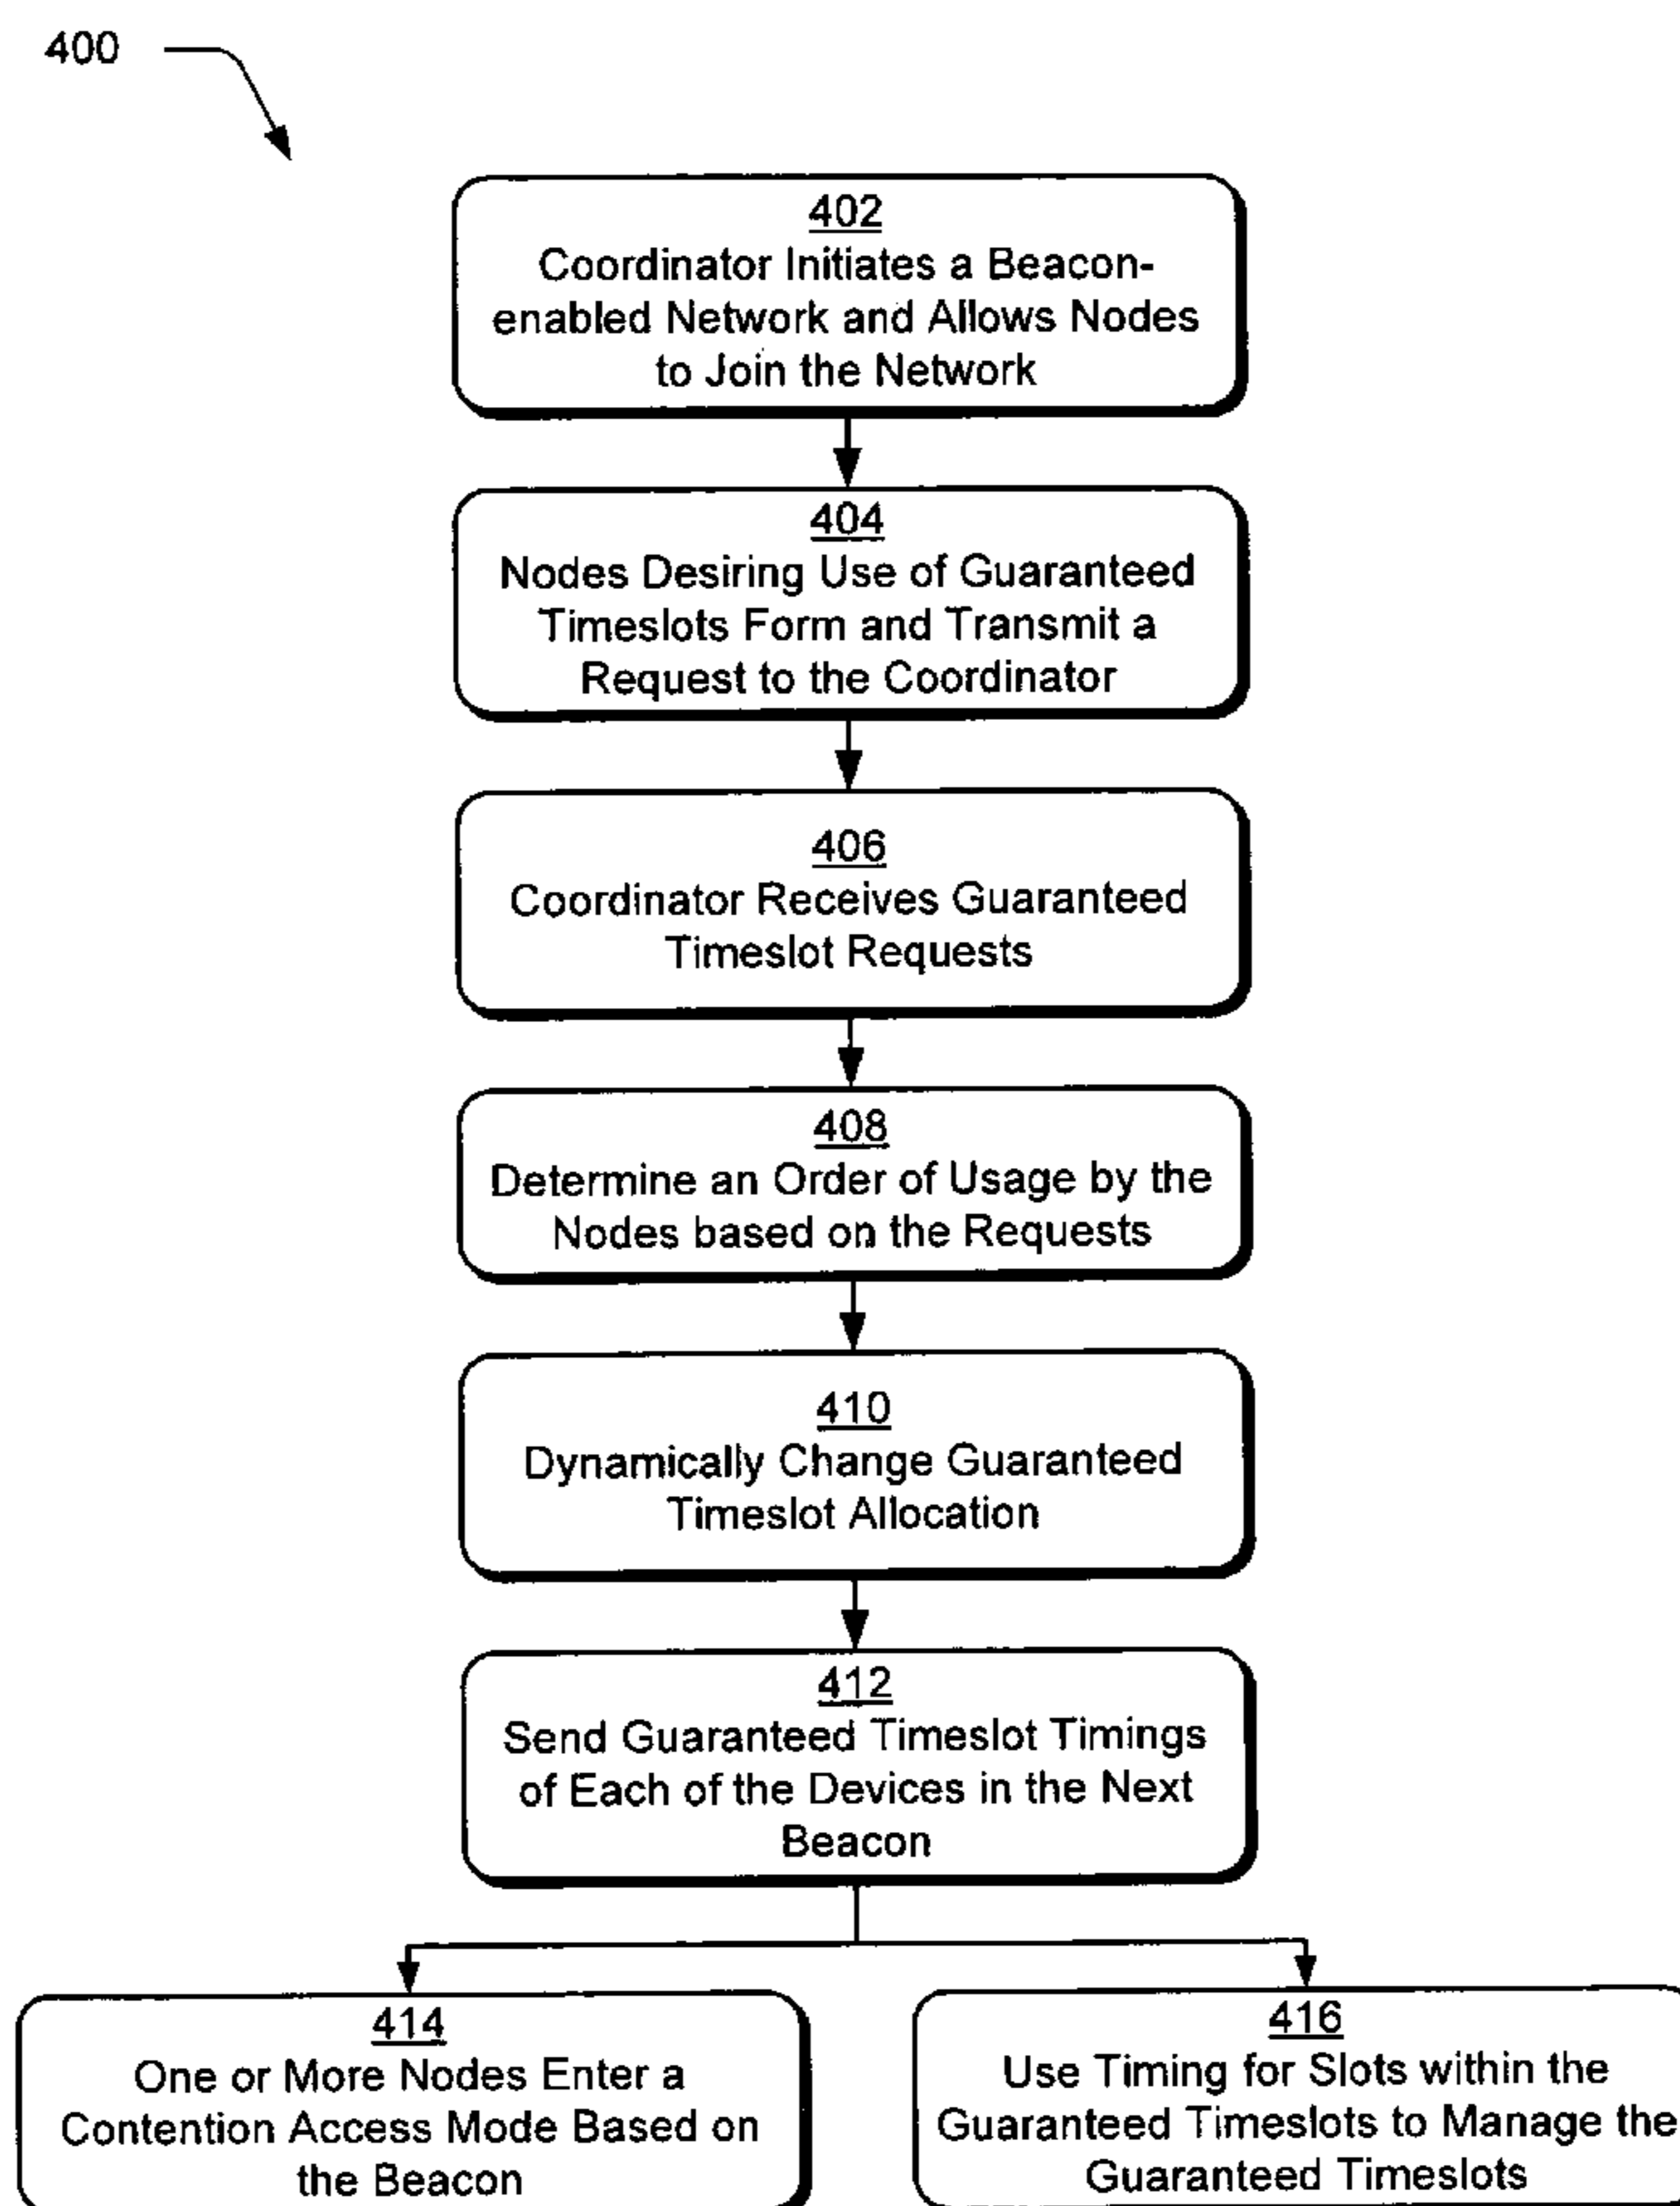 400
402
Coordinator Initiates a Beacon-
enabled Network and Allows Nodes
to Join the Network
404
Nodes Desiring Use of Guaranteed
Timeslots Form and Transmit a
Request to the Coordinator
406
Coordinator Receives Guaranteed
Timeslot Requests
408
Determine an Order of Usage by the
Nodes based on the Requests
410
Dynamically Change Guaranteed
Timeslot Allocation
412
Send Guaranteed Timeslot Timings
of Each of the Devices in the Next
Beacon
414
One or More Nodes Enter a
Contention Access Mode Based on
the Beacon
416
Use Timing for Slots within the
Guaranteed Timeslots to Manage the
Guaranteed Timeslots